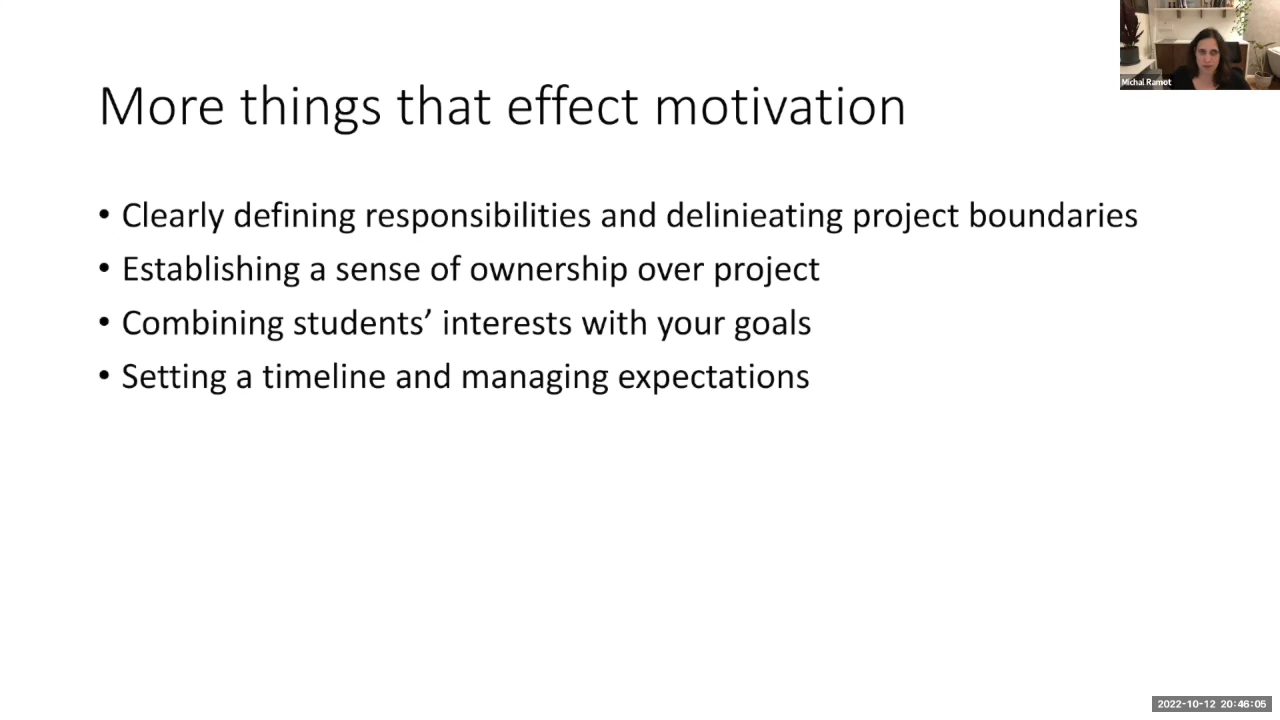 Michal Ramot
More things that effect motivation
• Clearly defining responsibilities and delinieating project boundaries
• Establishing a sense of ownership over project
• Combining students’ interests with your goals
• Setting a timeline and managing expectations
2022-10-12 20:46:05